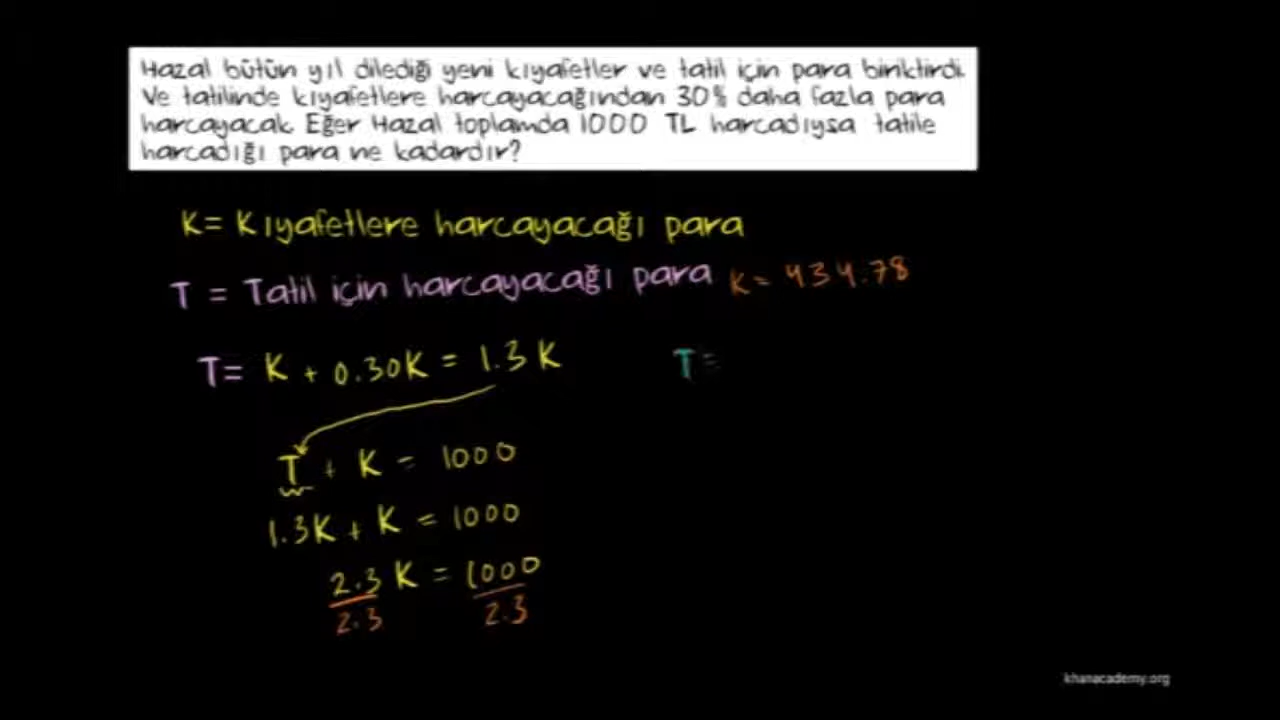 Hazal bütün yıl dilediği yeni kıyafetler ve tatil için para biriktirdi.
Ve tatilinde kıyafetlere harcayacağından 30% daha fazla para
harcayacak. Eğer Hazal toplamda 1000 TL harcadıysa tatile
harcadığı para ne kadardır?
K= Kıyafetlere harcayacağı para
T = Tatil için harcayacağı para K= 434.78
T= K + 0.30K = 1.3K T=
T + K = 1000
1.3K + K = 1000
2.3 K = 1000
2.3 2.3
khanacademy.org